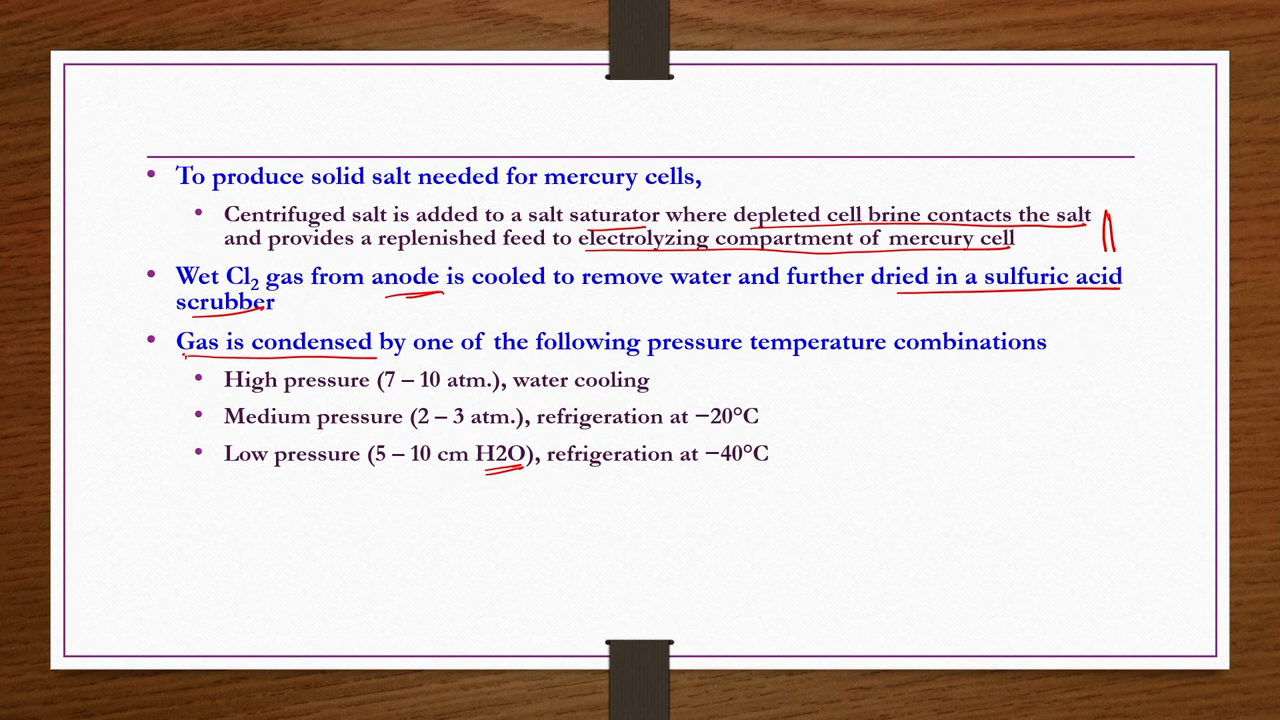 • To produce solid salt needed for mercury cells,
• Centrifuged salt is added to a salt saturator where depleted cell brine contacts the salt
and provides a replenished feed to electrolyzing compartment of mercury cell
• Wet Cl₂ gas from anode is cooled to remove water and further dried in a sulfuric acid
scrubber
• Gas is condensed by one of the following pressure temperature combinations
• High pressure (7 – 10 atm.), water cooling
• Medium pressure (2 – 3 atm.), refrigeration at −20°C
• Low pressure (5 – 10 cm H2O), refrigeration at −40°C